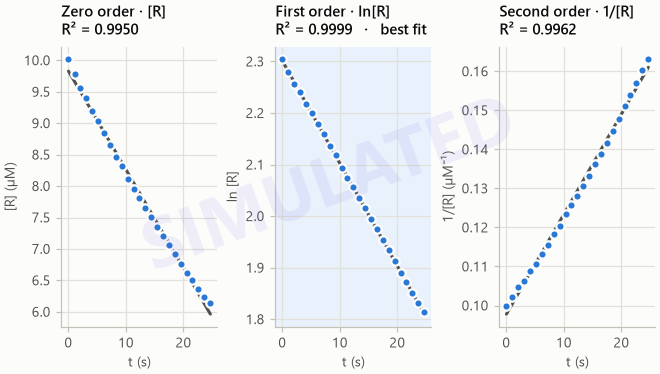 Zero order · [R]
R² = 0.9950
10.0
9.5
9.0
8.5
8.0
7.5
7.0
6.5
6.0
[R] (μM)
0
10
20
t (s)
First order · ln[R]
R² = 0.9999 · best fit
2.3
2.2
2.1
2.0
1.9
1.8
ln [R]
0
10
20
t (s)
Second order · 1/[R]
R² = 0.9962
0.16
0.15
0.14
0.13
0.12
0.11
0.10
1/[R] (μM⁻¹)
0
10
20
t (s)
SIMULATED